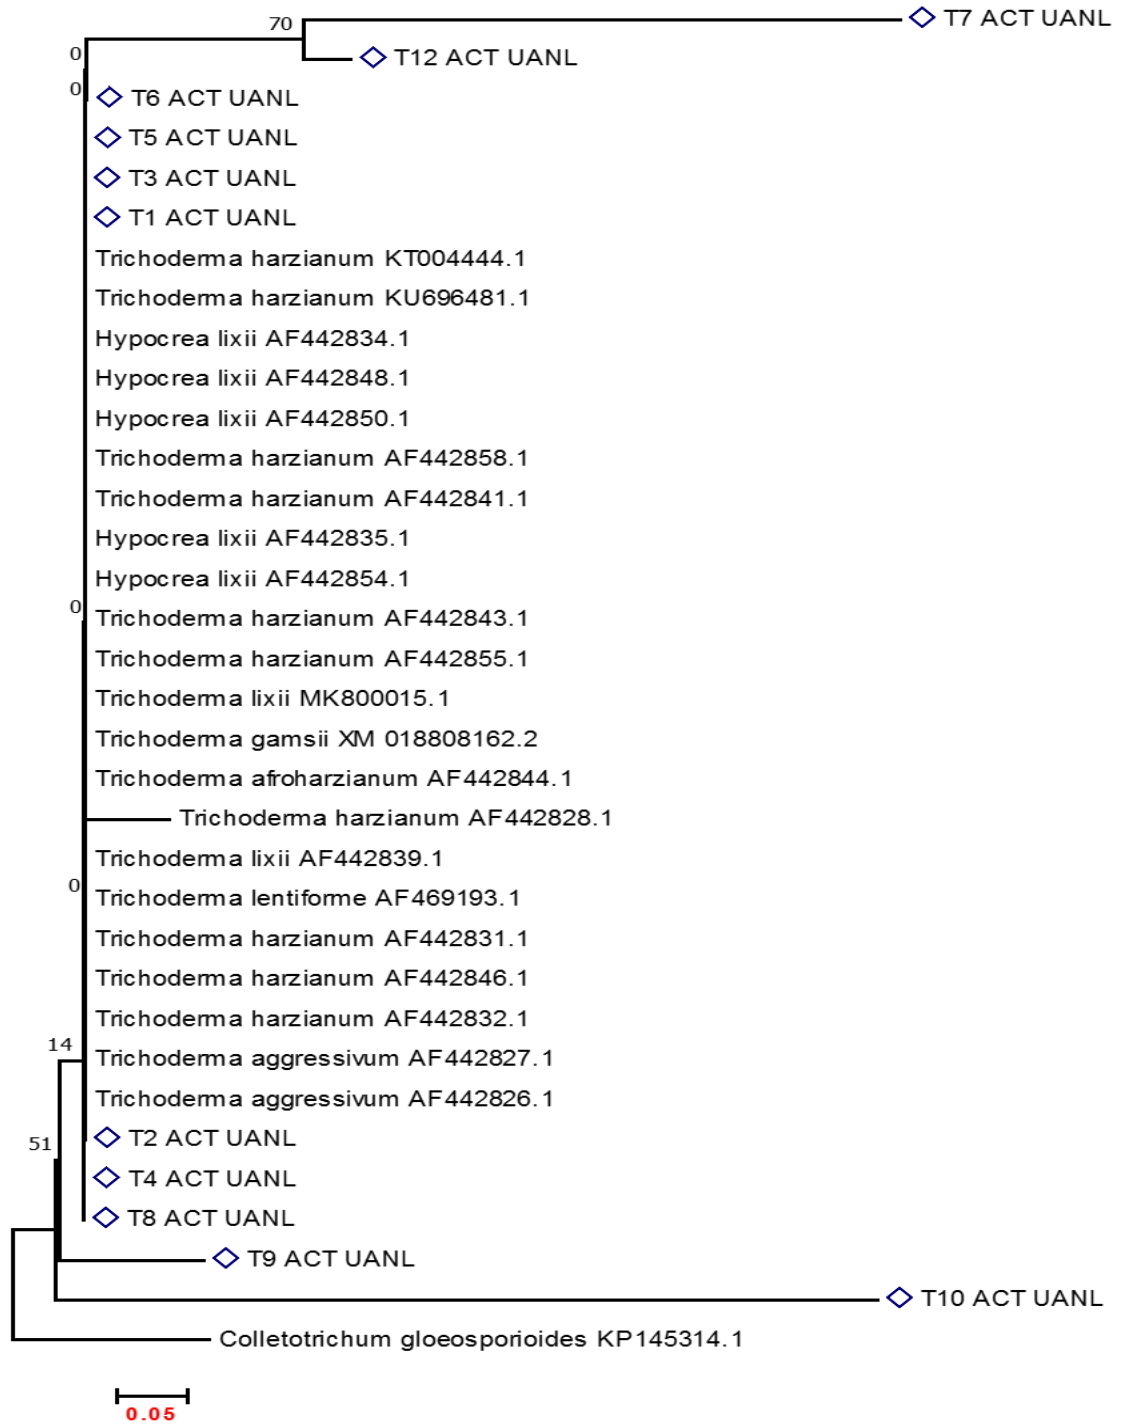 70
T7 ACT UANL
0
T12 ACT UANL
0
T6 ACT UANL
T5 ACT UANL
T3 ACT UANL
T1 ACT UANL
Trichoderma harzianum KT004444.1
Trichoderma harzianum KU696481.1
Hypocrea lixii AF442834.1
Hypocrea lixii AF442848.1
Hypocrea lixii AF442850.1
Trichoderma harzianum AF442858.1
Trichoderma harzianum AF442841.1
Hypocrea lixii AF442835.1
Hypocrea lixii AF442854.1
0
Trichoderma harzianum AF442843.1
Trichoderma harzianum AF442855.1
Trichoderma lixii MK800015.1
Trichoderma gamsii XM 018808162.2
Trichoderma afroharzianum AF442844.1
Trichoderma harzianum AF442828.1
Trichoderma lixii AF442839.1
0
Trichoderma lentiforme AF469193.1
Trichoderma harzianum AF442831.1
Trichoderma harzianum AF442846.1
Trichoderma harzianum AF442832.1
14
Trichoderma aggressivum AF442827.1
Trichoderma aggressivum AF442826.1
51
T2 ACT UANL
T4 ACT UANL
T8 ACT UANL
T9 ACT UANL
T10 ACT UANL
Colletotrichum gloeosporioides KP145314.1
0.05